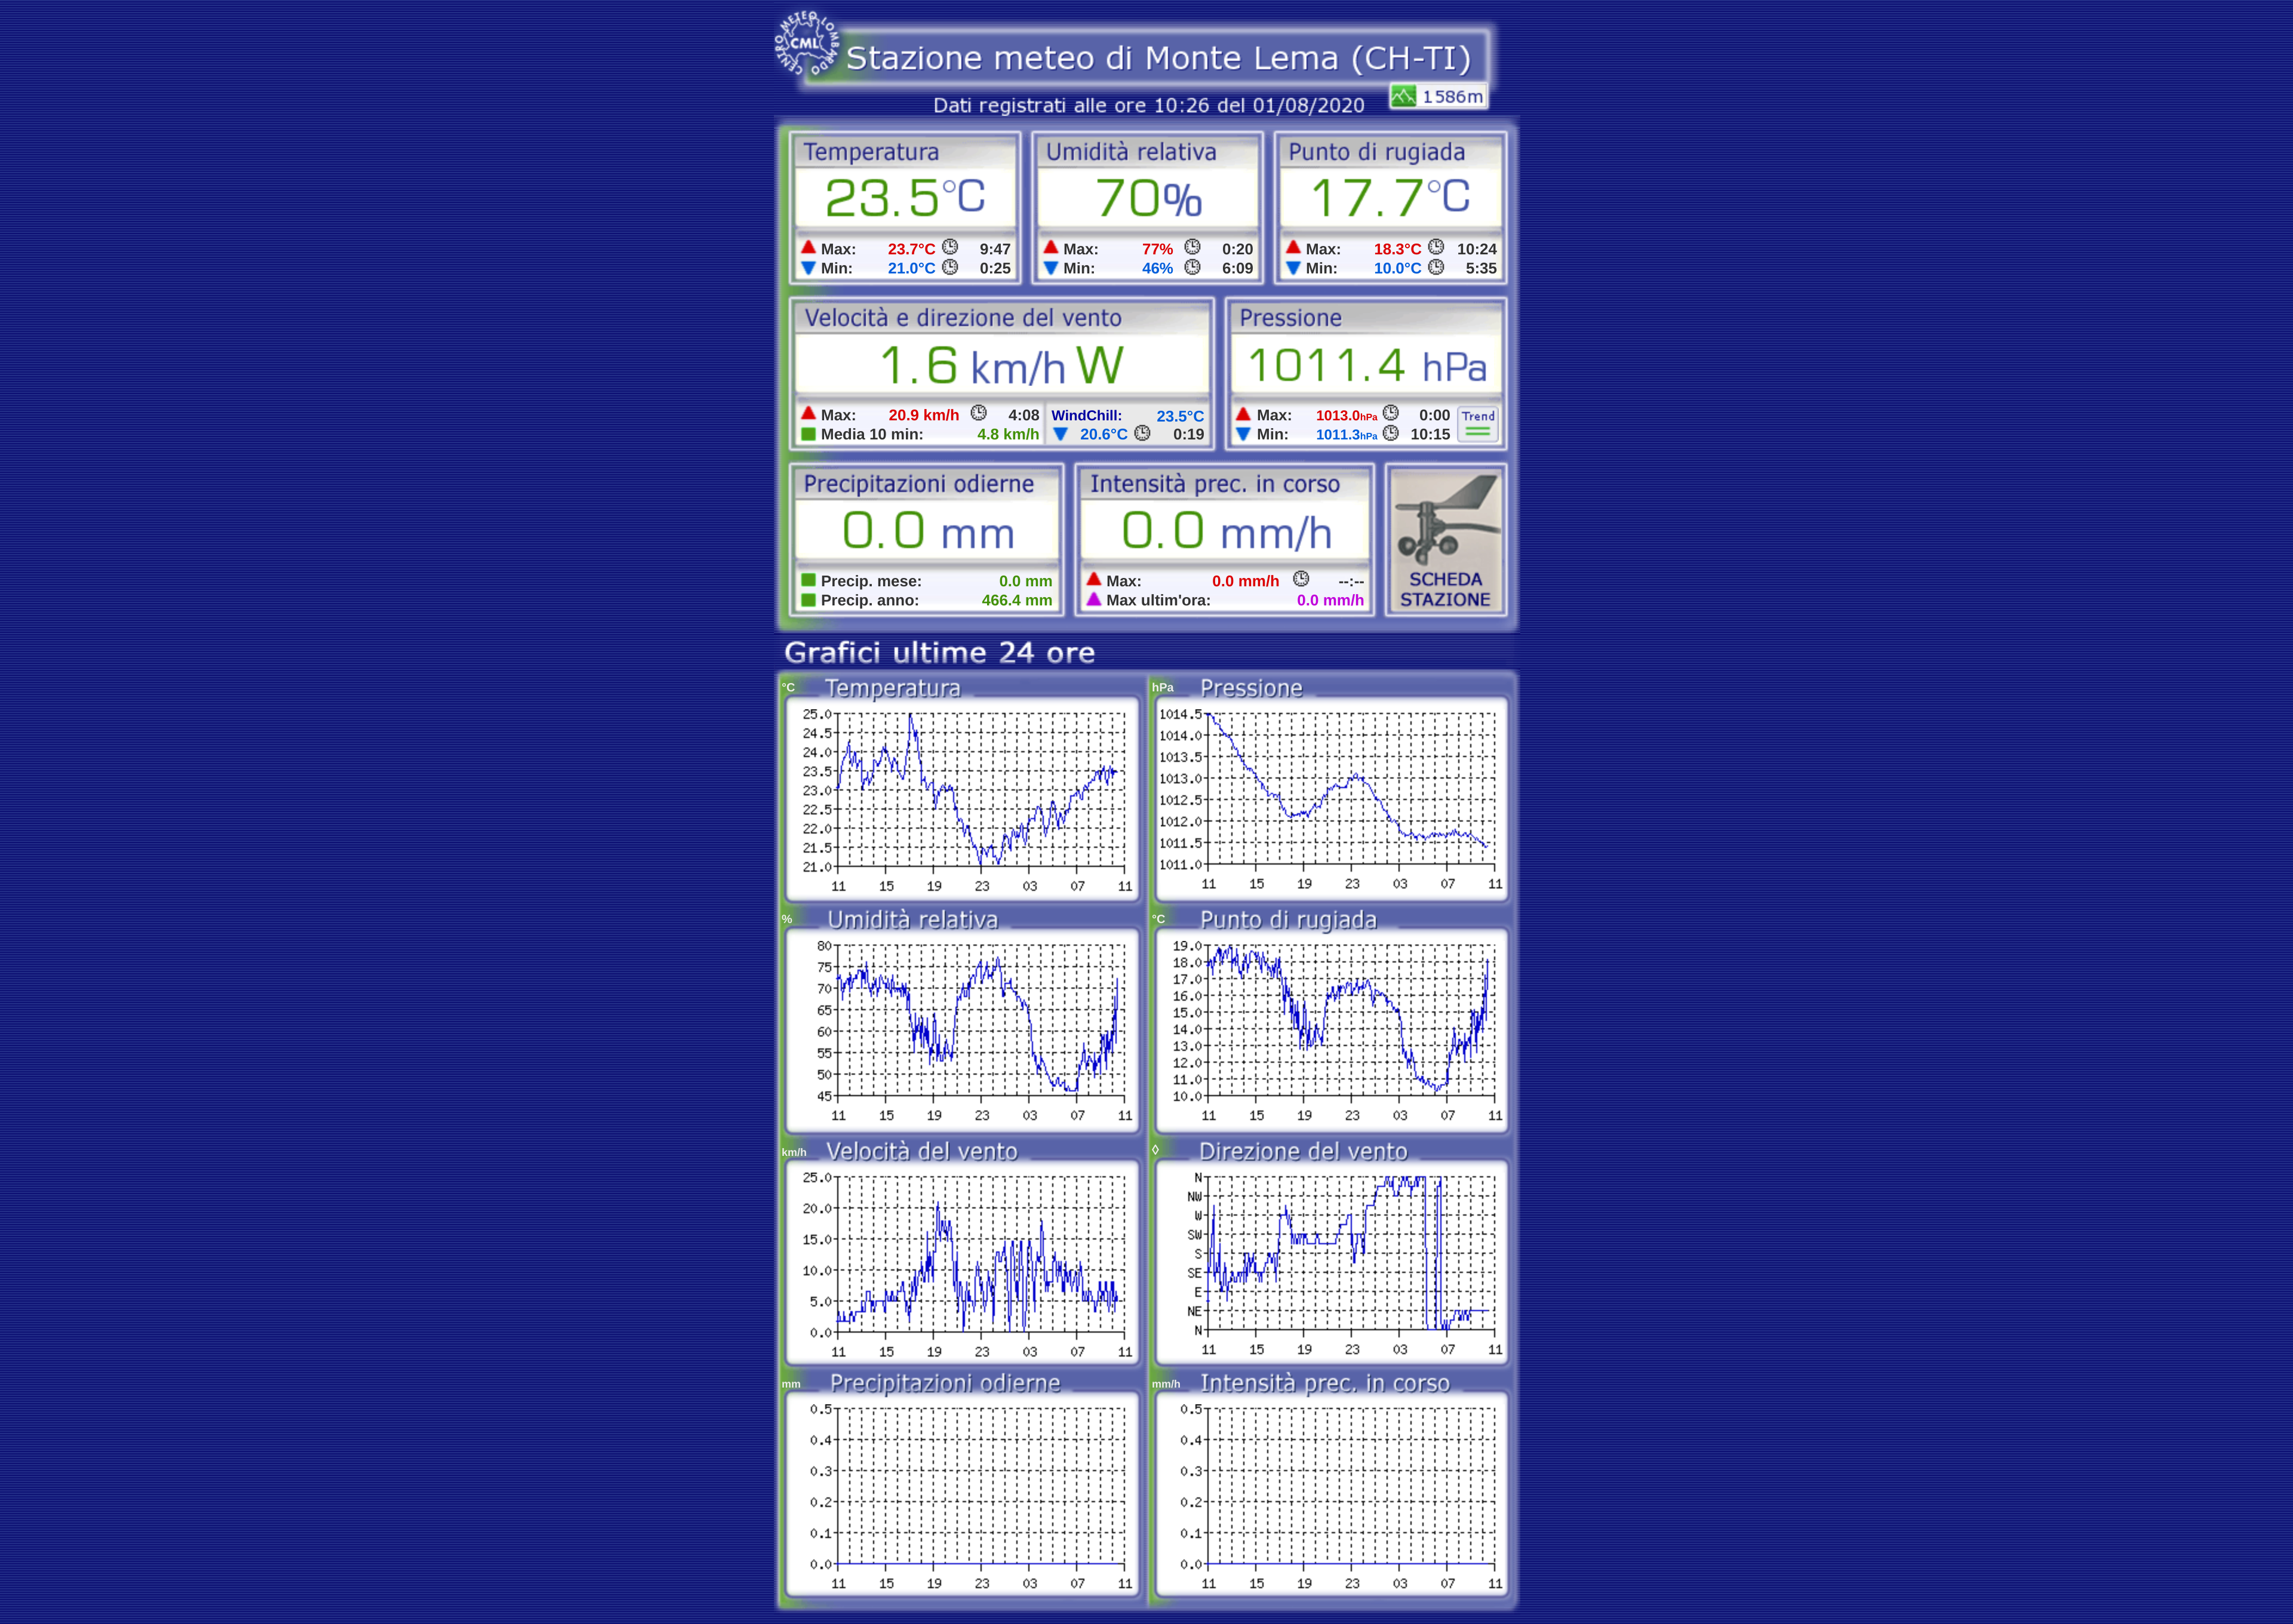 CENTRO METEO LOMBARDO
CML
Stazione meteo di Monte Lema (CH-TI)
1586m
Dati registrati alle ore 10:26 del 01/08/2020
Temperatura
23.5°C
Max: 23.7°C 9:47
Min: 21.0°C 0:25
Umidità relativa
70%
Max: 77% 0:20
Min: 46% 6:09
Punto di rugiada
17.7°C
Max: 18.3°C 10:24
Min: 10.0°C 5:35
Velocità e direzione del vento
1.6 km/h W
Max: 20.9 km/h 4:08
Media 10 min: 4.8 km/h
WindChill: 23.5°C
20.6°C 0:19
Pressione
1011.4 hPa
Max: 1013.0hPa 0:00
Min: 1011.3hPa 10:15
Trend
Precipitazioni odierne
0.0 mm
Precip. mese: 0.0 mm
Precip. anno: 466.4 mm
Intensità prec. in corso
0.0 mm/h
Max: 0.0 mm/h --:--
Max ultim'ora: 0.0 mm/h
SCHEDA
STAZIONE
Grafici ultime 24 ore
°C Temperatura
25.0
24.5
24.0
23.5
23.0
22.5
22.0
21.5
21.0
11 15 19 23 03 07 11
hPa Pressione
1014.5
1014.0
1013.5
1013.0
1012.5
1012.0
1011.5
1011.0
11 15 19 23 03 07 11
% Umidità relativa
80
75
70
65
60
55
50
45
11 15 19 23 03 07 11
°C Punto di rugiada
19.0
18.0
17.0
16.0
15.0
14.0
13.0
12.0
11.0
10.0
11 15 19 23 03 07 11
km/h Velocità del vento
25.0
20.0
15.0
10.0
5.0
0.0
11 15 19 23 03 07 11
◊ Direzione del vento
N
NW
W
SW
S
SE
E
NE
N
11 15 19 23 03 07 11
mm Precipitazioni odierne
0.5
0.4
0.3
0.2
0.1
0.0
11 15 19 23 03 07 11
mm/h Intensità prec. in corso
0.5
0.4
0.3
0.2
0.1
0.0
11 15 19 23 03 07 11